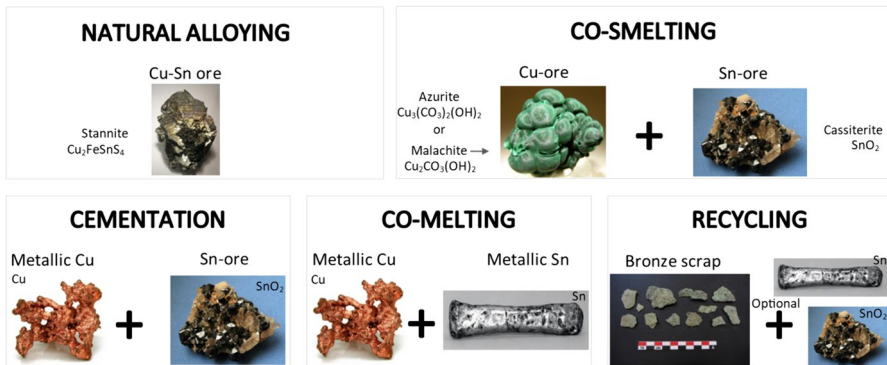 NATURAL ALLOYING
Cu-Sn ore
Stannite
Cu₂FeSnS₄
CO-SMELTING
Cu-ore
Sn-ore
Azurite
Cu₃(CO₃)₂(OH)₂
or
Malachite
Cu₂CO₃(OH)₂
Cassiterite
SnO₂
CEMENTATION
Metallic Cu
Cu
Sn-ore
SnO₂
CO-MELTING
Metallic Cu
Cu
Metallic Sn
Sn
RECYCLING
Bronze scrap
Sn
Optional
SnO₂